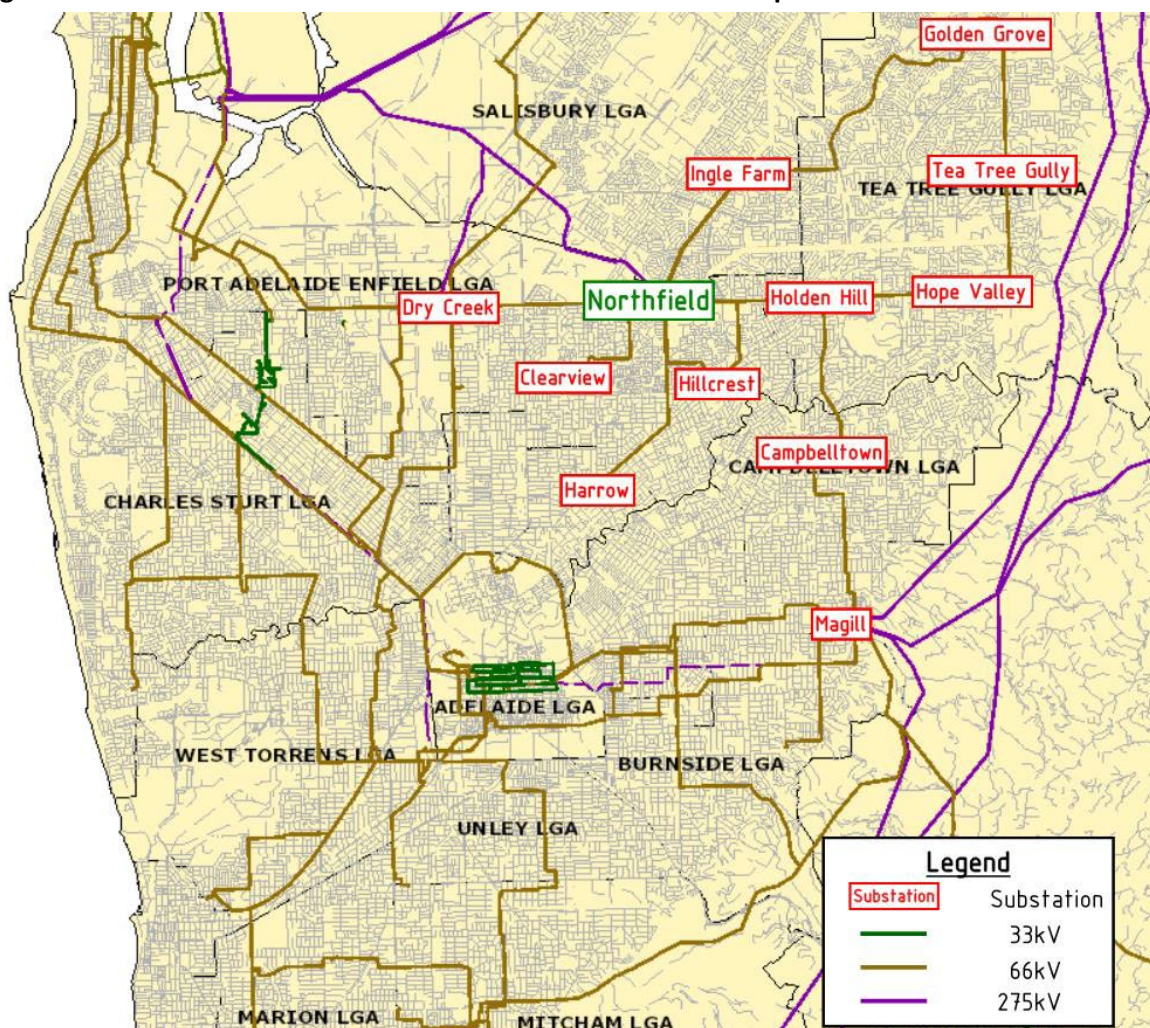 Golden Grove
SALISBURY LGA
Ingle Farm
Tea Tree Gully
TEA TREE GULLY LGA
PORT ADELAIDE ENFIELD LGA
Dry Creek
Northfield
Holden Hill
Hope Valley
Clearview
Hillcrest
Campbelltown
CAMPBELLTOWN LGA
Harrow
CHARLES STURT LGA
Magill
ADELAIDE LGA
WEST TORRENS LGA
BURNSIDE LGA
UNLEY LGA
MARION LGA
MITCHAM LGA
Legend
Substation Substation
33kV
66kV
275kV